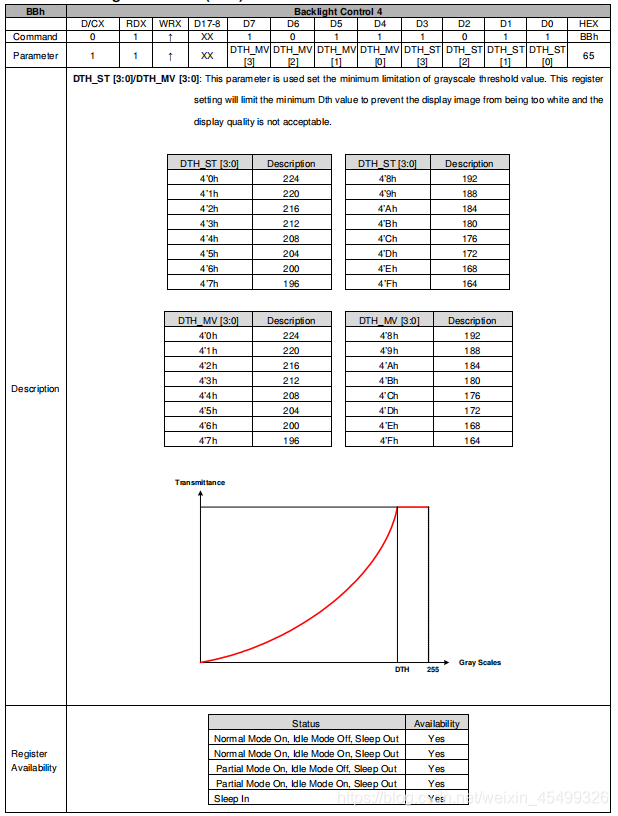 BBh Backlight Control 4
D/CX RDX WRX D17-8 D7 D6 D5 D4 D3 D2 D1 D0 HEX
Command 0 1 ↑ XX 1 0 1 1 1 0 1 1 BBh
Parameter 1 1 ↑ XX DTH_MV [3] DTH_MV [2] DTH_MV [1] DTH_MV [0] DTH_ST [3] DTH_ST [2] DTH_ST [1] DTH_ST [0] 65
Description
DTH_ST [3:0]/DTH_MV [3:0]: This parameter is used set the minimum limitation of grayscale threshold value. This register
setting will limit the minimum Dth value to prevent the display image from being too white and the
display quality is not acceptable.
DTH_ST [3:0] Description DTH_ST [3:0] Description
4'0h 224 4'8h 192
4'1h 220 4'9h 188
4'2h 216 4'Ah 184
4'3h 212 4'Bh 180
4'4h 208 4'Ch 176
4'5h 204 4'Dh 172
4'6h 200 4'Eh 168
4'7h 196 4'Fh 164
DTH_MV [3:0] Description DTH_MV [3:0] Description
4'0h 224 4'8h 192
4'1h 220 4'9h 188
4'2h 216 4'Ah 184
4'3h 212 4'Bh 180
4'4h 208 4'Ch 176
4'5h 204 4'Dh 172
4'6h 200 4'Eh 168
4'7h 196 4'Fh 164
Transmittance
Gray Scales
DTH 255
Register
Availability
Status Availability
Normal Mode On, Idle Mode Off, Sleep Out Yes
Normal Mode On, Idle Mode On, Sleep Out Yes
Partial Mode On, Idle Mode Off, Sleep Out Yes
Partial Mode On, Idle Mode On, Sleep Out Yes
Sleep In Yes
https://blog.csdn.net/weixin_45499326